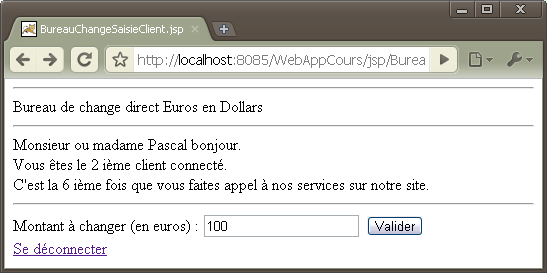 BureauChangeSaisieClient.jsp
http://localhost:8085/WebAppCours/jsp/Burea
Bureau de change direct Euros en Dollars
Monsieur ou madame Pascal bonjour.
Vous êtes le 2 ième client connecté.
C'est la 6 ième fois que vous faites appel à nos services sur notre site.
Montant à changer (en euros) : 100 Valider
Se déconnecter